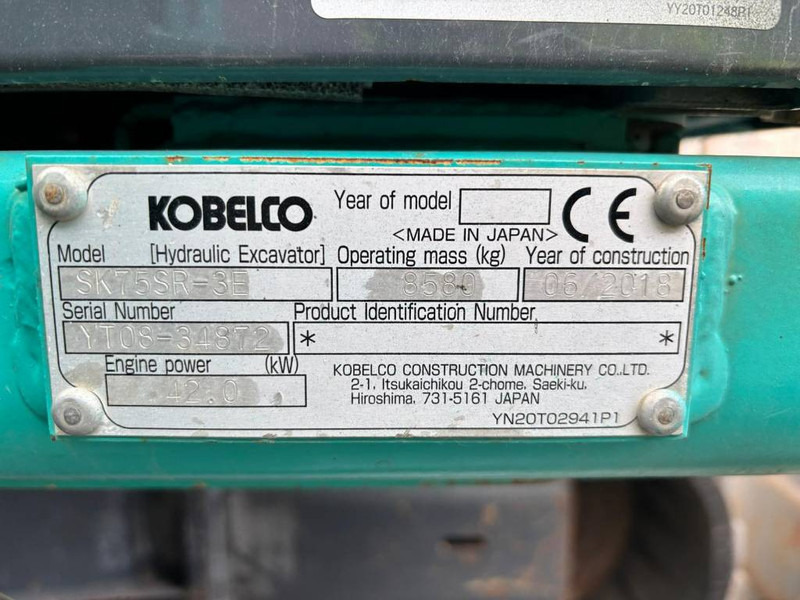 YY20T01248P1
KOBELCO Year of model
<MADE IN JAPAN> CE
Model [Hydraulic Excavator] Operating mass (kg) Year of construction
SK75SR-3E 8580 06/2018
Serial Number Product Identification Number
YT08-34872 * *
Engine power (kW)
42.0
KOBELCO CONSTRUCTION MACHINERY CO.,LTD.
2-1, Itsukaichikou 2-chome, Saeki-ku,
Hiroshima, 731-5161 JAPAN
YN20T02941P1